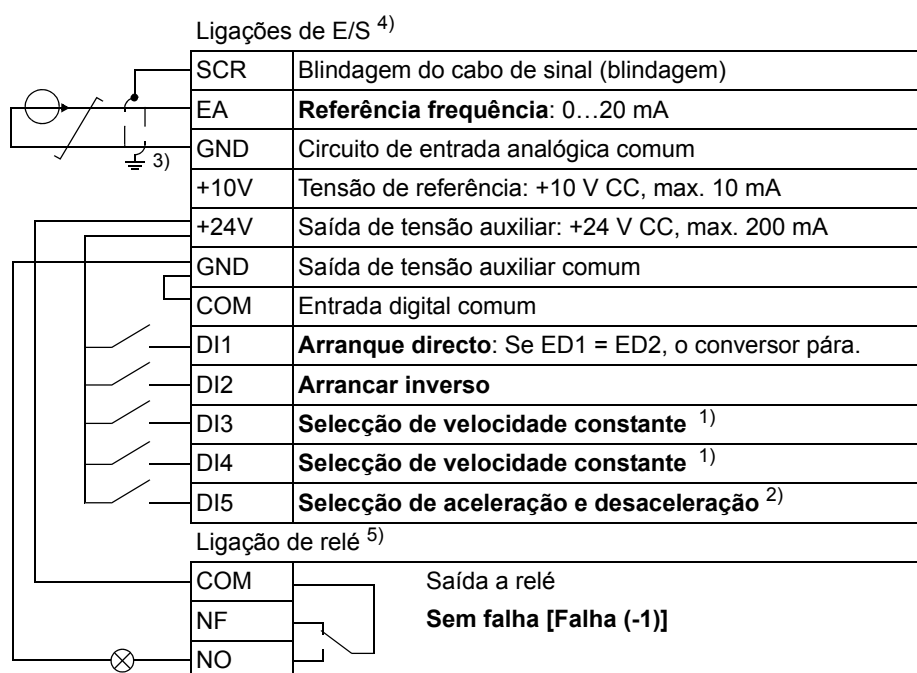 Ligações de E/S 4)
SCR Blindagem do cabo de sinal (blindagem)
EA Referência frequência: 0…20 mA
GND Circuito de entrada analógica comum
3)
+10V Tensão de referência: +10 V CC, max. 10 mA
+24V Saída de tensão auxiliar: +24 V CC, max. 200 mA
GND Saída de tensão auxiliar comum
COM Entrada digital comum
DI1 Arranque directo: Se ED1 = ED2, o conversor pára.
DI2 Arrancar inverso
DI3 Selecção de velocidade constante 1)
DI4 Selecção de velocidade constante 1)
DI5 Selecção de aceleração e desaceleração 2)
Ligação de relé 5)
COM Saída a relé
NF Sem falha [Falha (-1)]
NO